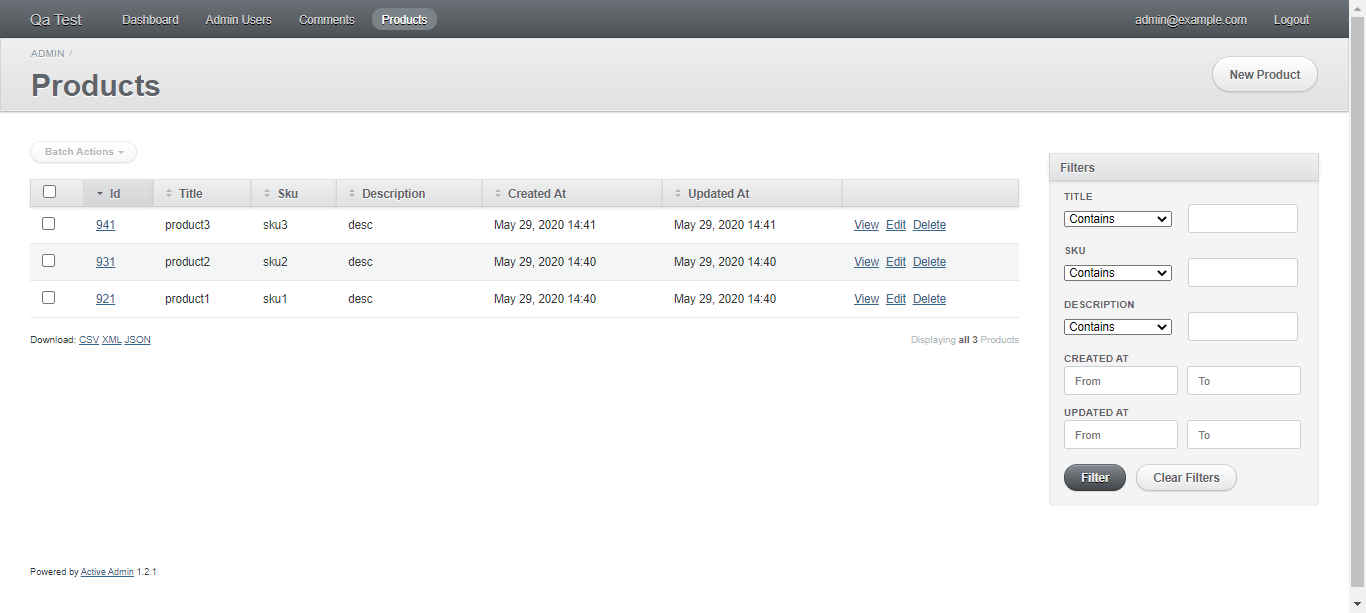 Qa Test Dashboard Admin Users Comments Products admin@example.com Logout
ADMIN /
Products
New Product
Batch Actions
Id Title Sku Description Created At Updated At
941 product3 sku3 desc May 29, 2020 14:41 May 29, 2020 14:41 View Edit Delete
931 product2 sku2 desc May 29, 2020 14:40 May 29, 2020 14:40 View Edit Delete
921 product1 sku1 desc May 29, 2020 14:40 May 29, 2020 14:40 View Edit Delete
Download: CSV XML JSON
Displaying all 3 Products
Filters
TITLE
Contains
SKU
Contains
DESCRIPTION
Contains
CREATED AT
From To
UPDATED AT
From To
Filter Clear Filters
Powered by Active Admin 1.2.1